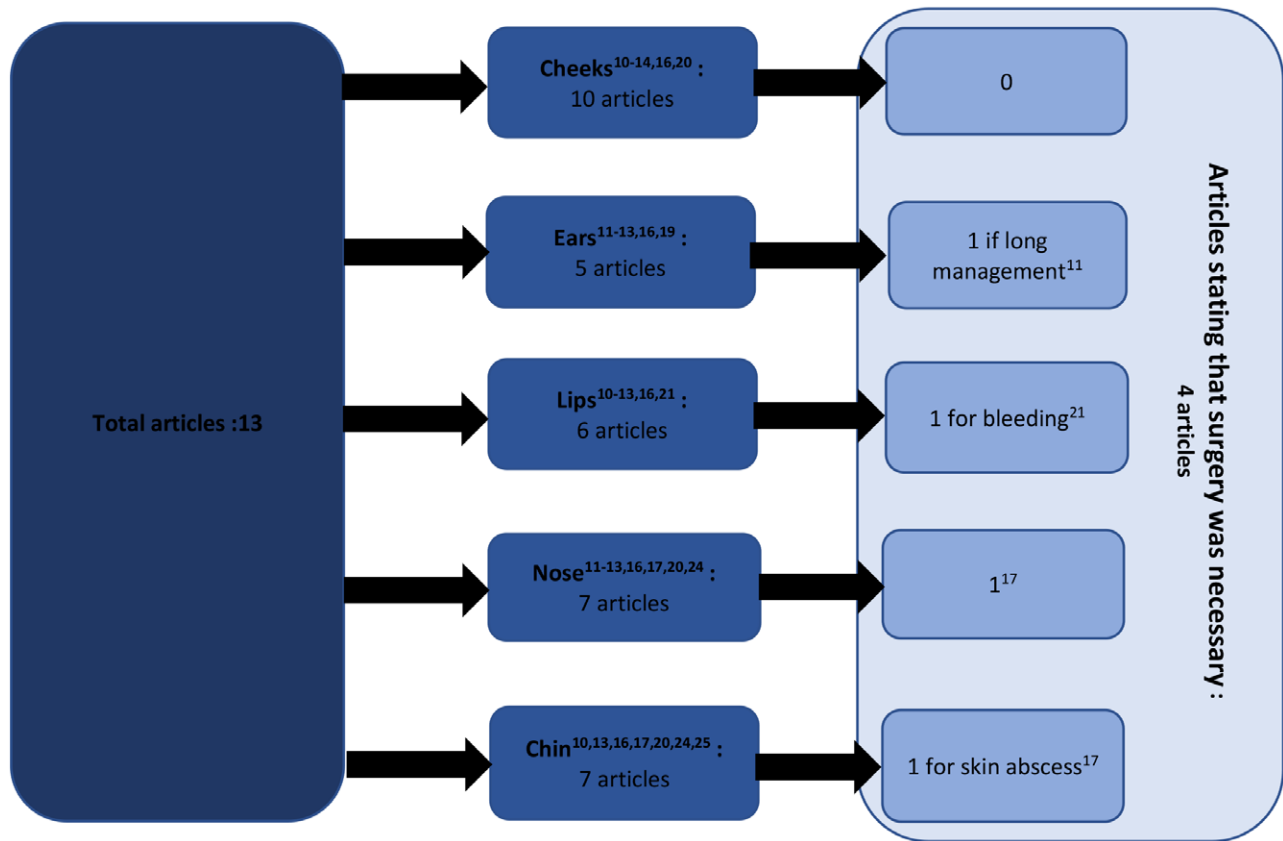 Total articles :13
Cheeks10-14,16,20 :
10 articles
0
Ears11-13,16,19 :
5 articles
1 if long
management11
Lips10-13,16,21 :
6 articles
1 for bleeding21
Nose11-13,16,17,20,24 :
7 articles
117
Chin10,13,16,17,20,24,25 :
7 articles
1 for skin abscess17
Articles stating that surgery was necessary :
4 articles